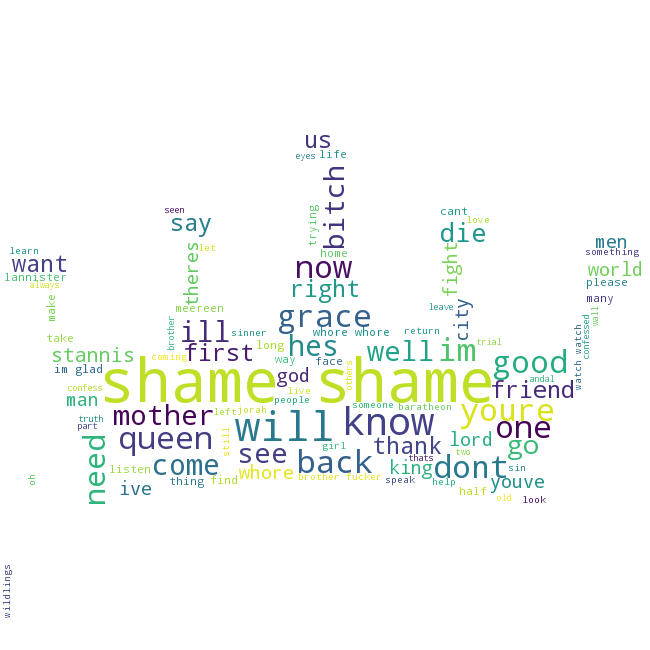 us
eyes life
bitch
seen
say
let
trying
cant
love
die
men
learn
want
lannister
always
theres
home
now
fight
something
world
please
make
meereen
right
leave
city
many
wall
grace
take
brother
ill
sinner
whore whore
return
trial
confessed
stannis
first
long
hes
well
im
watch watch
coming
way
face
good
im glad
god
others
andal
confess
shame shame
friend
man
live
people
someone
baratheon
youre
truth
mother
left
jorah
will
know
one
part
queen
still
see
girl
thank
lord
two
go
need
come
back
king
thats
dont
sin
listen
whore
brother fucker
speak
help
youve
oh
ive
thing
find
half
old
look
wildlings